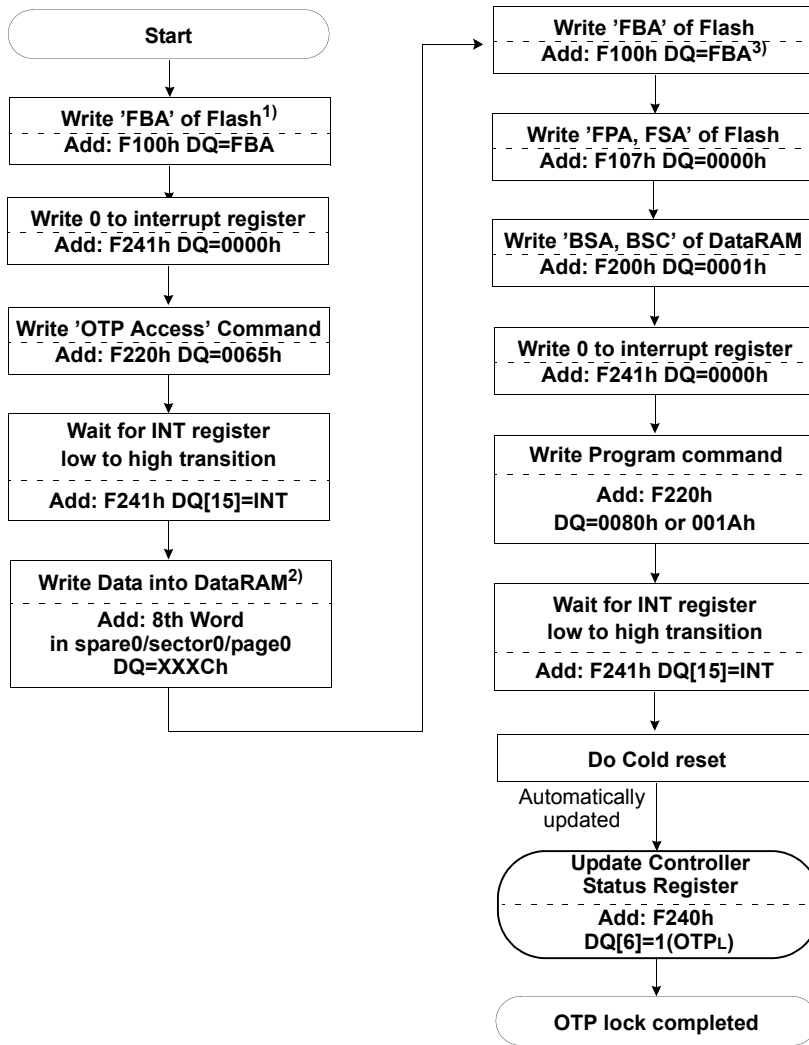 Start
Write 'FBA' of Flash1)
Add: F100h DQ=FBA
Write 0 to interrupt register
Add: F241h DQ=0000h
Write 'OTP Access' Command
Add: F220h DQ=0065h
Wait for INT register
low to high transition
Add: F241h DQ[15]=INT
Write Data into DataRAM2)
Add: 8th Word
in spare0/sector0/page0
DQ=XXXCh
Write 'FBA' of Flash
Add: F100h DQ=FBA3)
Write 'FPA, FSA' of Flash
Add: F107h DQ=0000h
Write 'BSA, BSC' of DataRAM
Add: F200h DQ=0001h
Write 0 to interrupt register
Add: F241h DQ=0000h
Write Program command
Add: F220h
DQ=0080h or 001Ah
Wait for INT register
low to high transition
Add: F241h DQ[15]=INT
Do Cold reset
Automatically
updated
Update Controller
Status Register
Add: F240h
DQ[6]=1(OTPL)
OTP lock completed